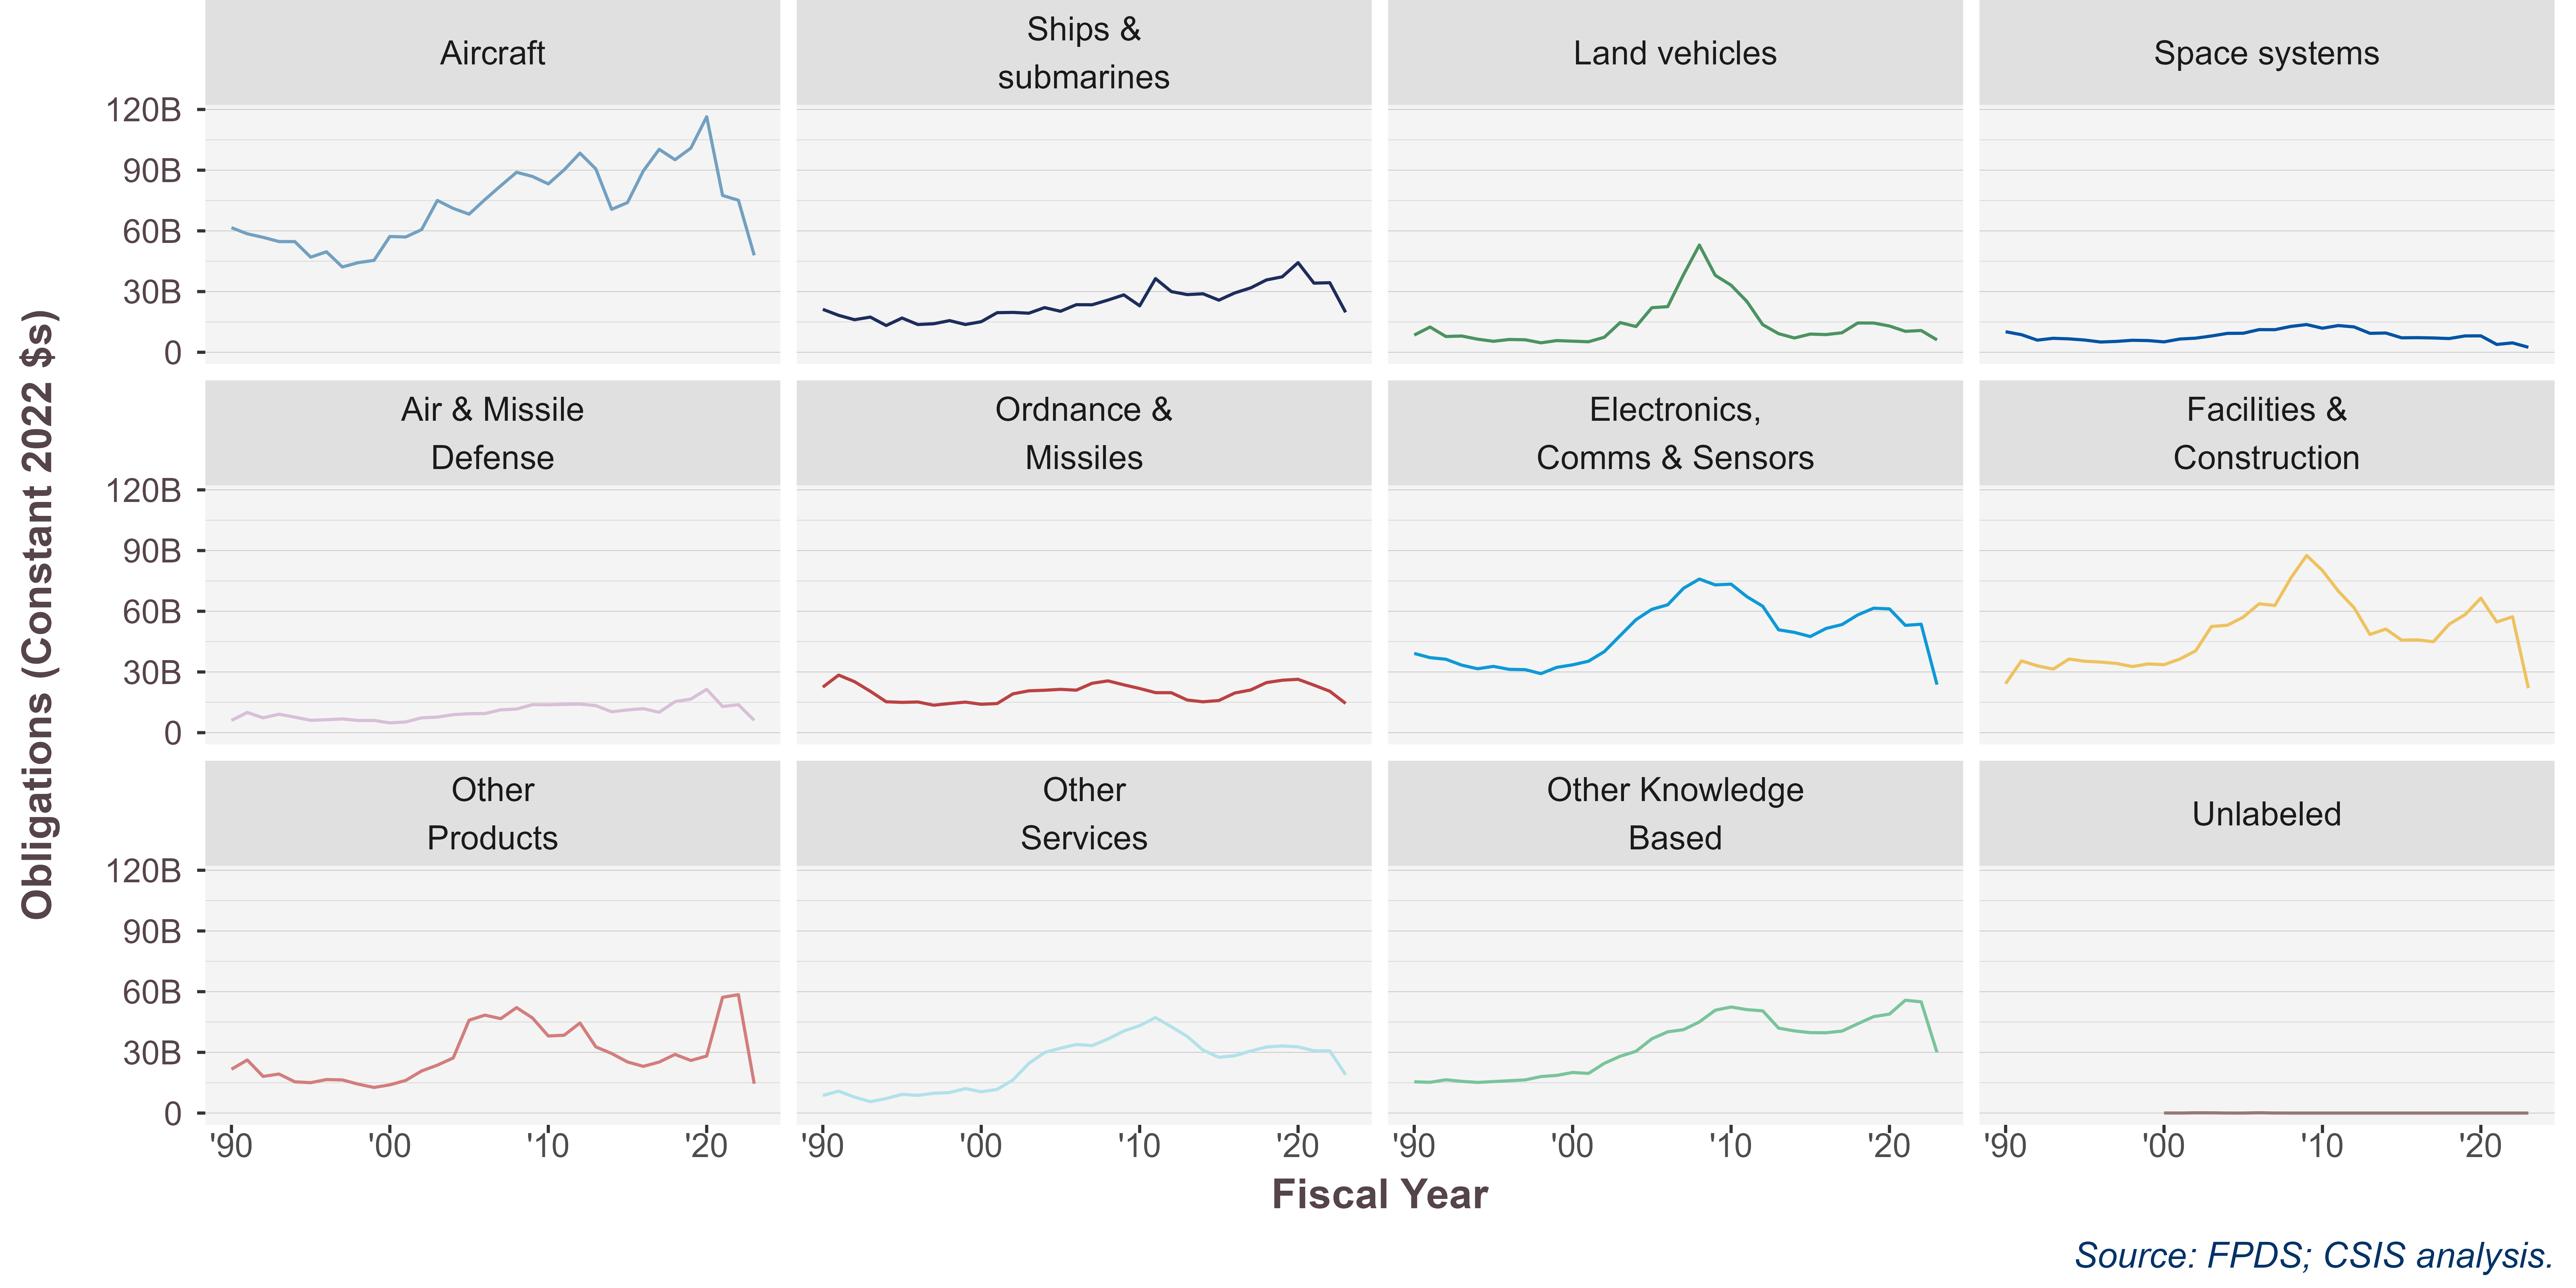 Aircraft
Ships &
submarines
Land vehicles
Space systems
120B
90B
60B
30B
0
Air & Missile
Defense
Ordnance &
Missiles
Electronics,
Comms & Sensors
Facilities &
Construction
120B
90B
60B
30B
0
Other
Products
Other
Services
Other Knowledge
Based
Unlabeled
120B
90B
60B
30B
0
'90 '00 '10 '20
'90 '00 '10 '20
'90 '00 '10 '20
'90 '00 '10 '20
Obligations (Constant 2022 $s)
Fiscal Year
Source: FPDS; CSIS analysis.